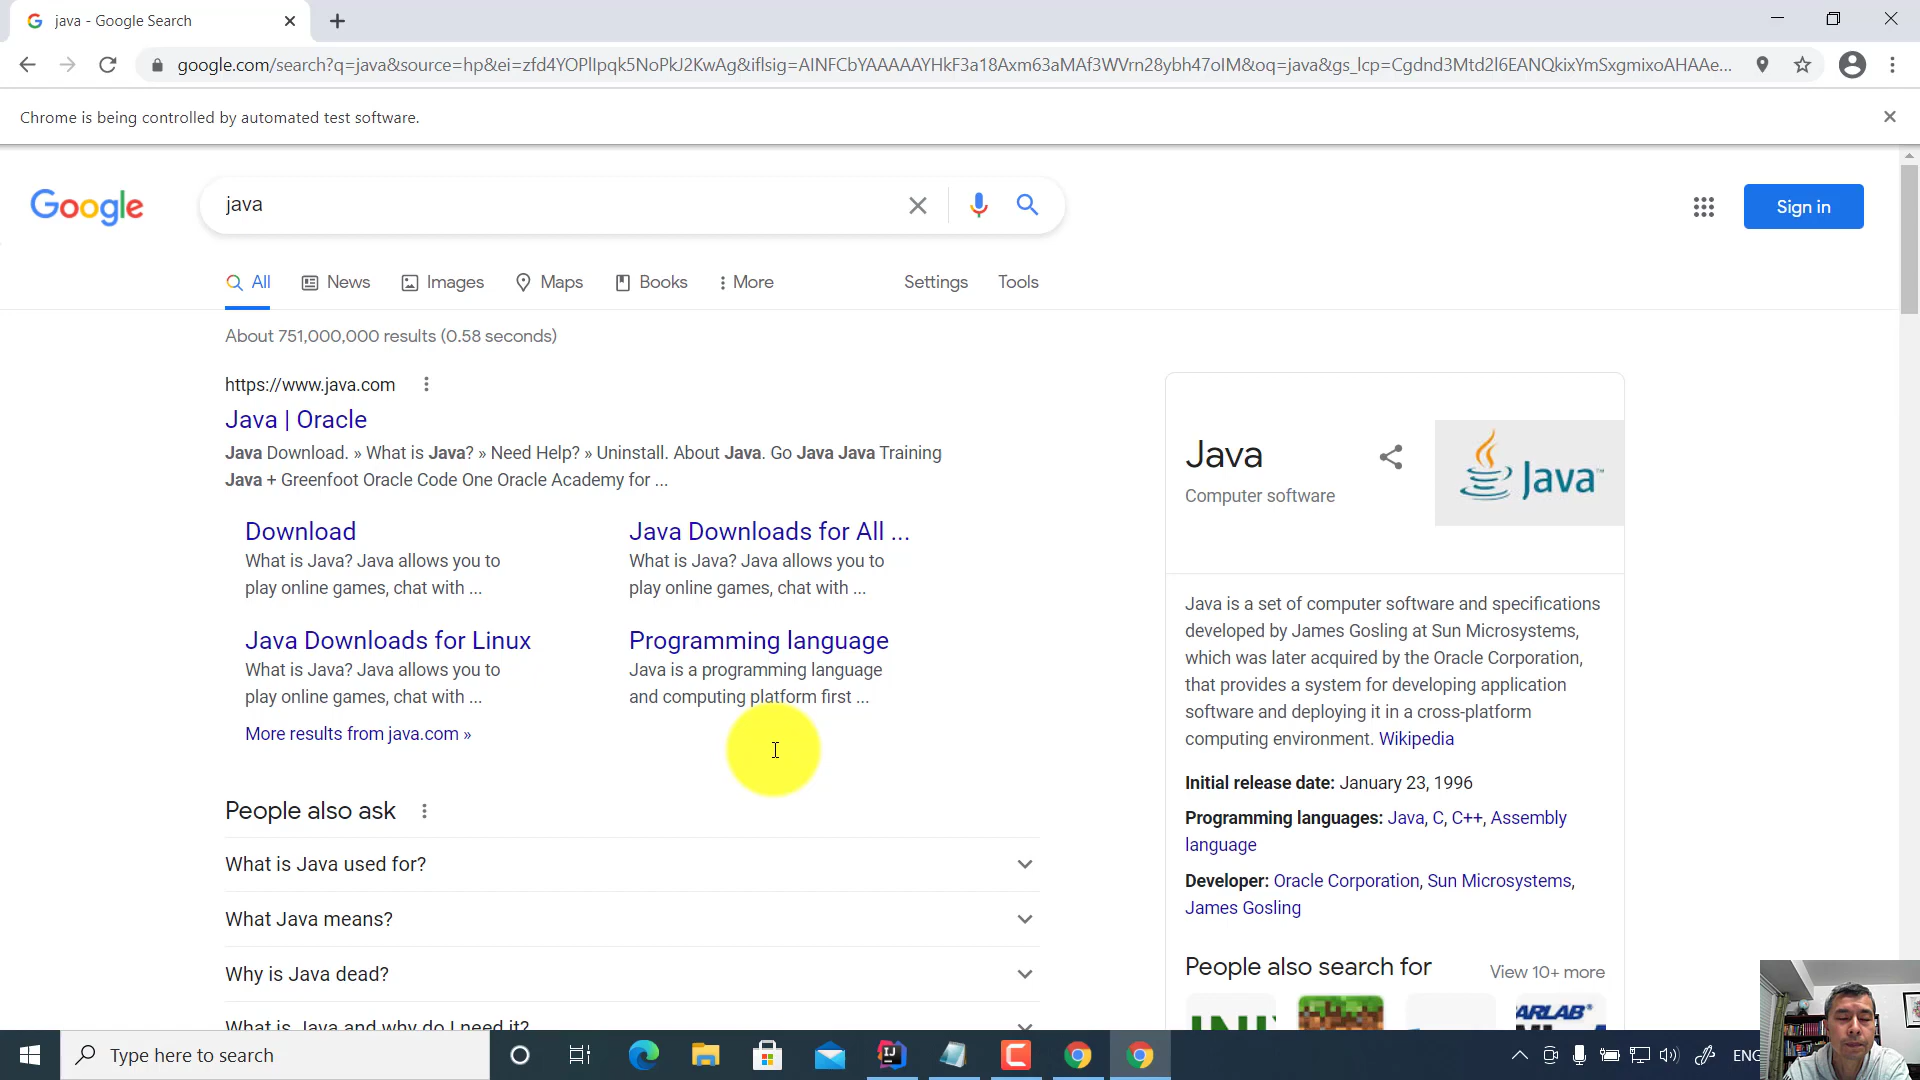 java - Google Search
google.com/search?q=java&source=hp&ei=zfd4YOPlIpqk5NoPkJ2KwAg&iflsig=AINFCbYAAAAAYHkF3a18Axm63aMAf3WVrn28ybh47oIM&oq=java&gs_lcp=Cgdnd3Mtd2l6EANQkixYmSxgmixoAHAAe...
Chrome is being controlled by automated test software.
Google
java
Sign in
All News Images Maps Books More Settings Tools
About 751,000,000 results (0.58 seconds)
https://www.java.com
Java | Oracle
Java Download. » What is Java? » Need Help? » Uninstall. About Java. Go Java Java Training
Java + Greenfoot Oracle Code One Oracle Academy for ...
Download
What is Java? Java allows you to
play online games, chat with ...
Java Downloads for All ...
What is Java? Java allows you to
play online games, chat with ...
Java Downloads for Linux
What is Java? Java allows you to
play online games, chat with ...
Programming language
Java is a programming language
and computing platform first ...
More results from java.com »
People also ask
What is Java used for?
What Java means?
Why is Java dead?
What is Java and why do I need it?
Java
Computer software
Java™
Java is a set of computer software and specifications
developed by James Gosling at Sun Microsystems,
which was later acquired by the Oracle Corporation,
that provides a system for developing application
software and deploying it in a cross-platform
computing environment. Wikipedia
Initial release date: January 23, 1996
Programming languages: Java, C, C++, Assembly
language
Developer: Oracle Corporation, Sun Microsystems,
James Gosling
People also search for
View 10+ more
Type here to search
ENG